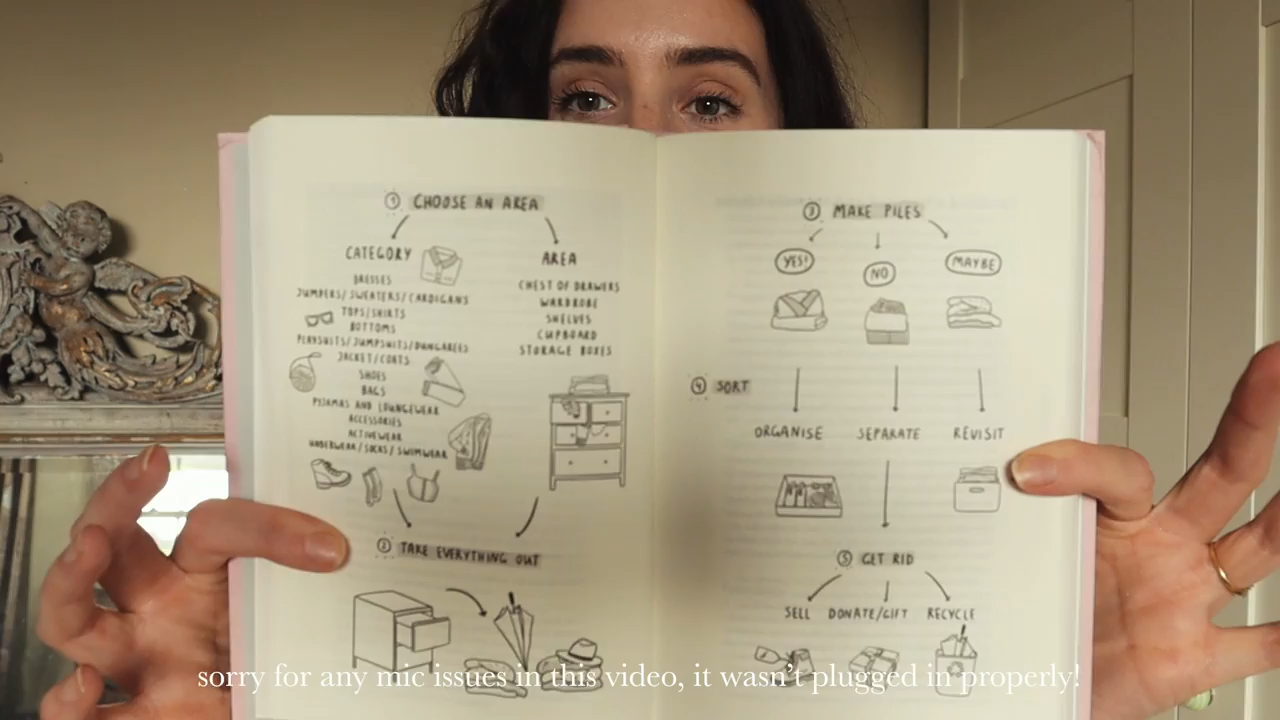 ① CHOOSE AN AREA
CATEGORY
DRESSES
JUMPERS/SWEATERS/CARDIGANS
TOPS/SHIRTS
BOTTOMS
PLAYSUITS/JUMPSUITS/DUNGAREES
JACKET/COATS
SHOES
BAGS
PYJAMAS AND LOUNGEWEAR
ACCESSORIES
ACTIVEWEAR
UNDERWEAR/SOCKS/SWIMWEAR
AREA
CHEST OF DRAWERS
WARDROBE
SHELVES
CUPBOARD
STORAGE BOXES
② TAKE EVERYTHING OUT
③ MAKE PILES
YES!
NO
MAYBE
④ SORT
ORGANISE SEPARATE REVISIT
⑤ GET RID
SELL DONATE/GIFT RECYCLE
sorry for any mic issues in this video, it wasn't plugged in properly!